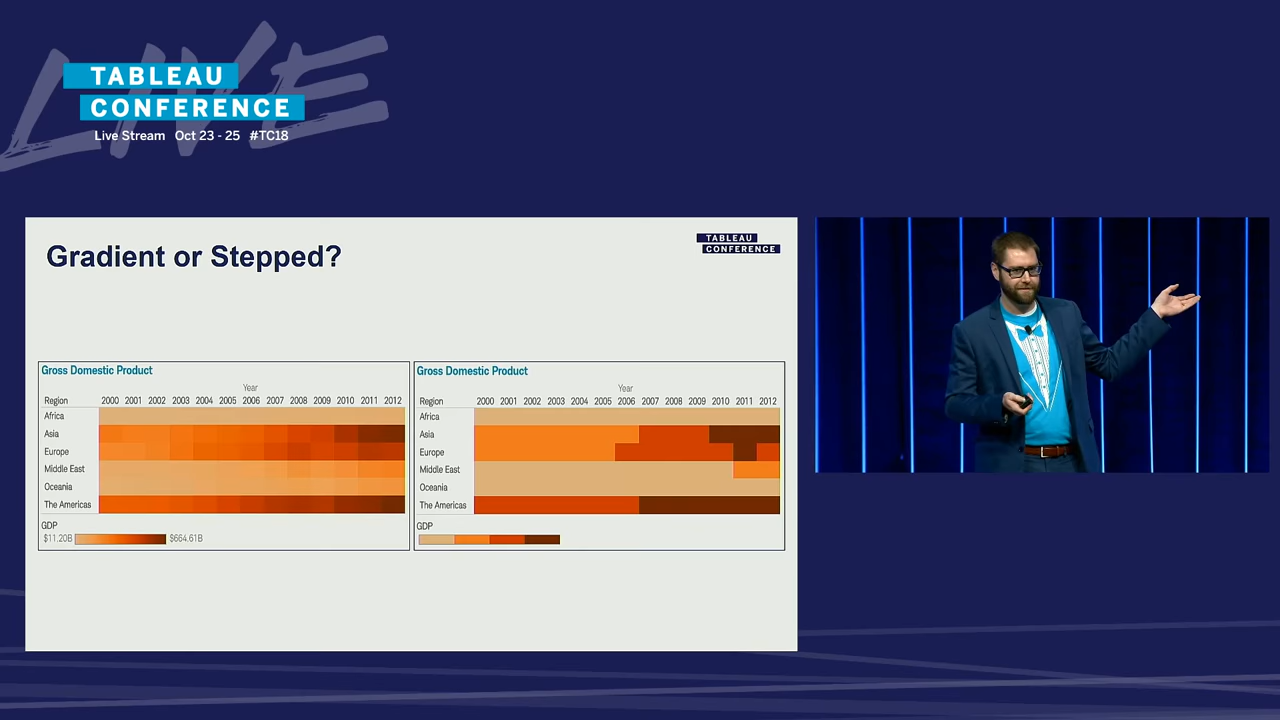 LIVE
TABLEAU
CONFERENCE
Live Stream Oct 23 - 25 #TC18
Gradient or Stepped?
TABLEAU
CONFERENCE
Gross Domestic Product
Year
Region 2000 2001 2002 2003 2004 2005 2006 2007 2008 2009 2010 2011 2012
Africa
Asia
Europe
Middle East
Oceania
The Americas
GDP
$11.20B $664.61B
Gross Domestic Product
Year
Region 2000 2001 2002 2003 2004 2005 2006 2007 2008 2009 2010 2011 2012
Africa
Asia
Europe
Middle East
Oceania
The Americas
GDP